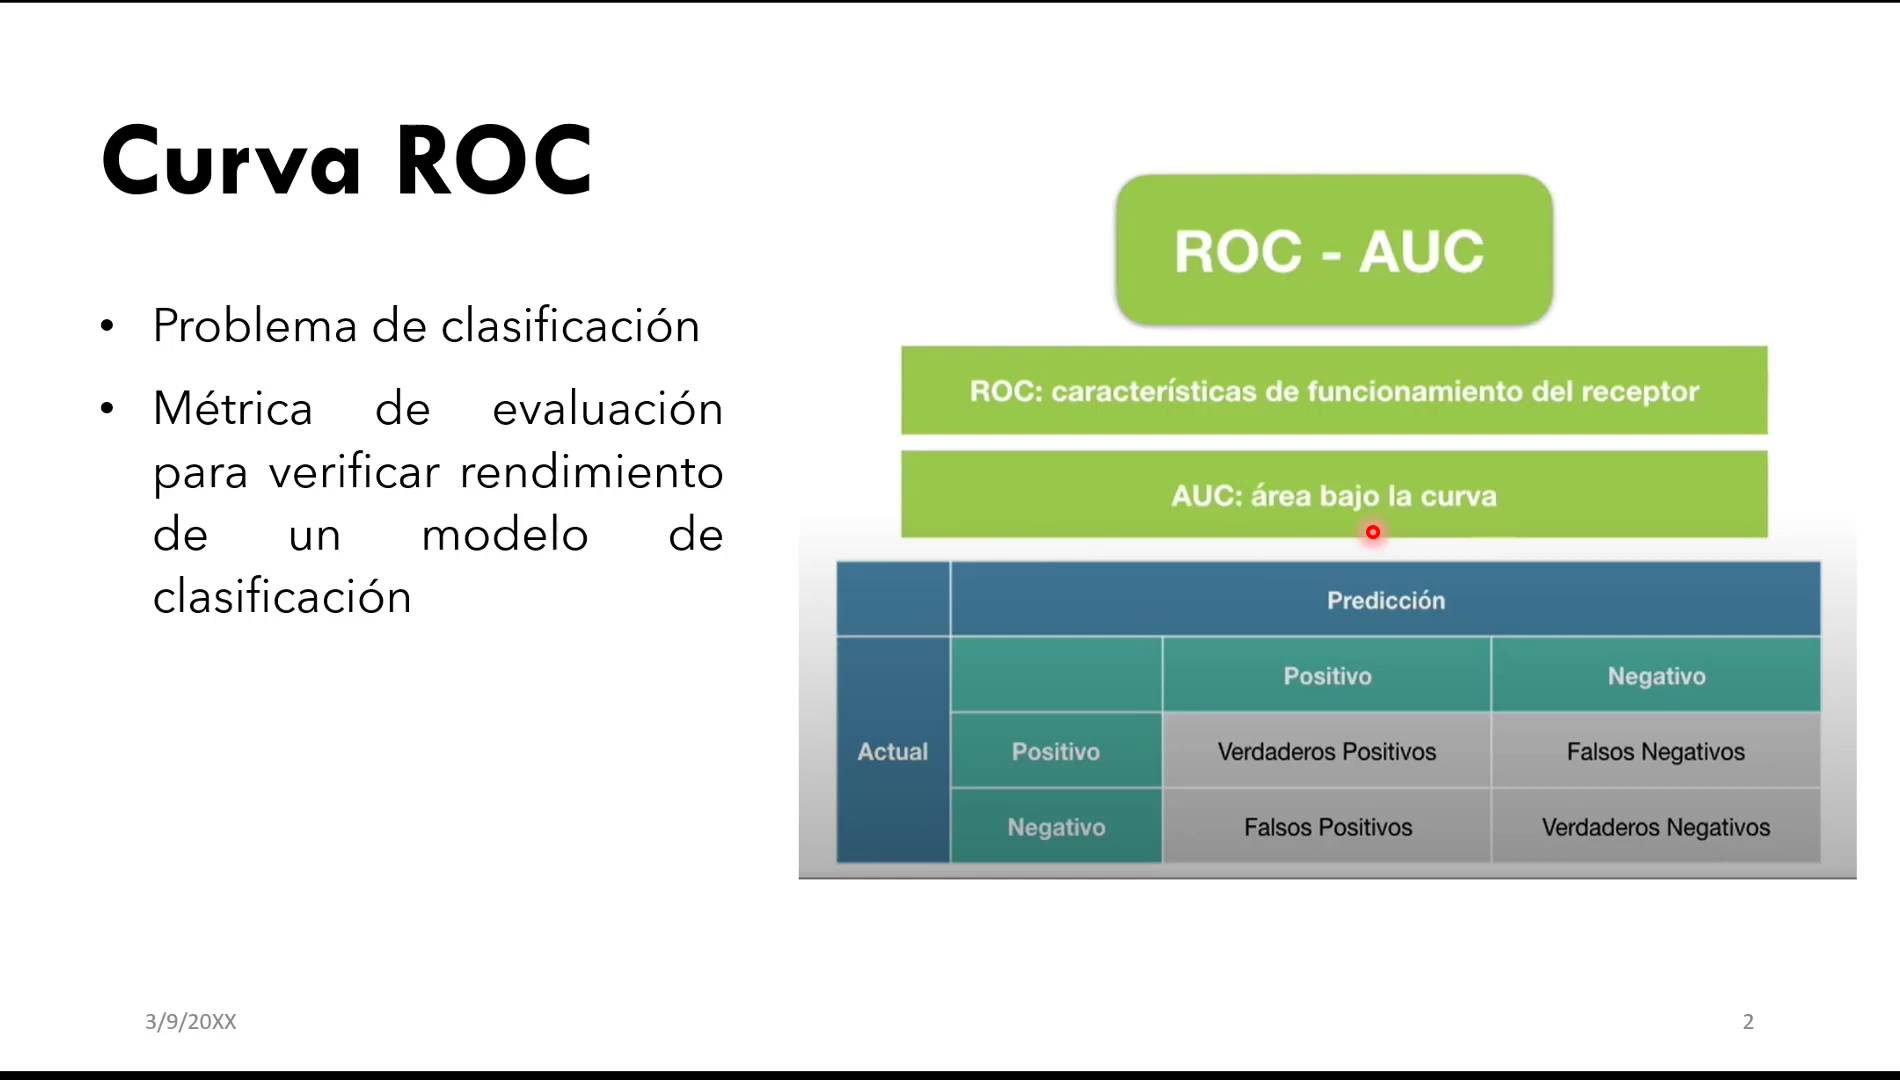 Curva ROC
• Problema de clasificación
• Métrica de evaluación
para verificar rendimiento
de un modelo de
clasificación
ROC - AUC
ROC: características de funcionamiento del receptor
AUC: área bajo la curva
Predicción
Positivo Negativo
Actual Positivo Verdaderos Positivos Falsos Negativos
Negativo Falsos Positivos Verdaderos Negativos
3/9/20XX 2